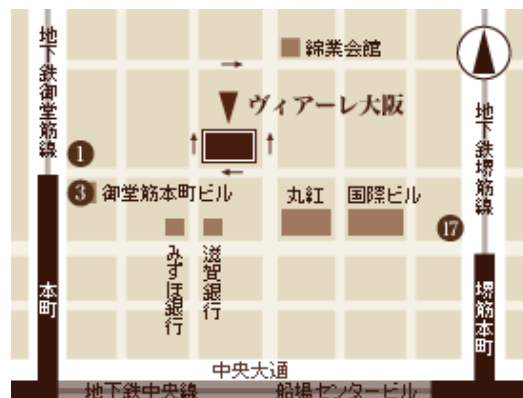 地下鉄御堂筋線
綿業会館
ヴィアーレ大阪
地下鉄堺筋線
1
3
御堂筋本町ビル
丸紅
国際ビル
17
みずほ銀行
滋賀銀行
本町
堺筋本町
中央大通
地下鉄中央線
船場センタービル